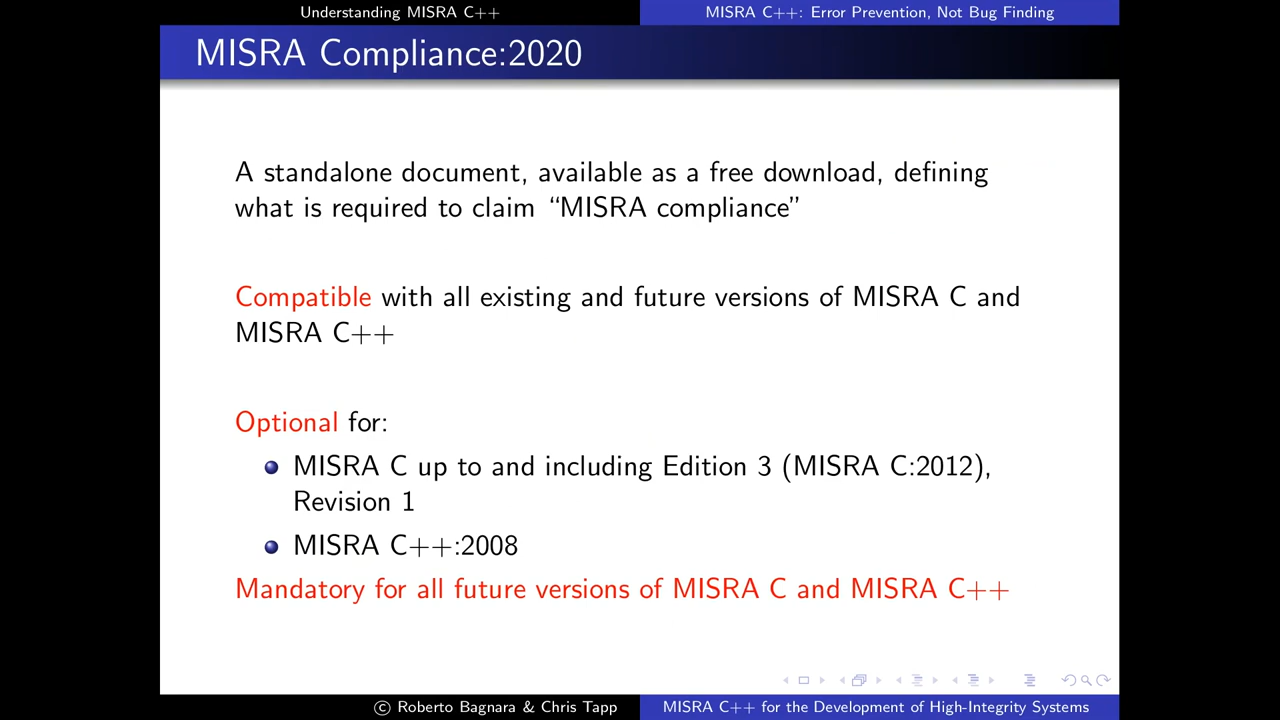 Understanding MISRA C++
MISRA C++: Error Prevention, Not Bug Finding
MISRA Compliance:2020
A standalone document, available as a free download, defining
what is required to claim “MISRA compliance”
Compatible with all existing and future versions of MISRA C and
MISRA C++
Optional for:
MISRA C up to and including Edition 3 (MISRA C:2012),
Revision 1
MISRA C++:2008
Mandatory for all future versions of MISRA C and MISRA C++
© Roberto Bagnara & Chris Tapp
MISRA C++ for the Development of High-Integrity Systems